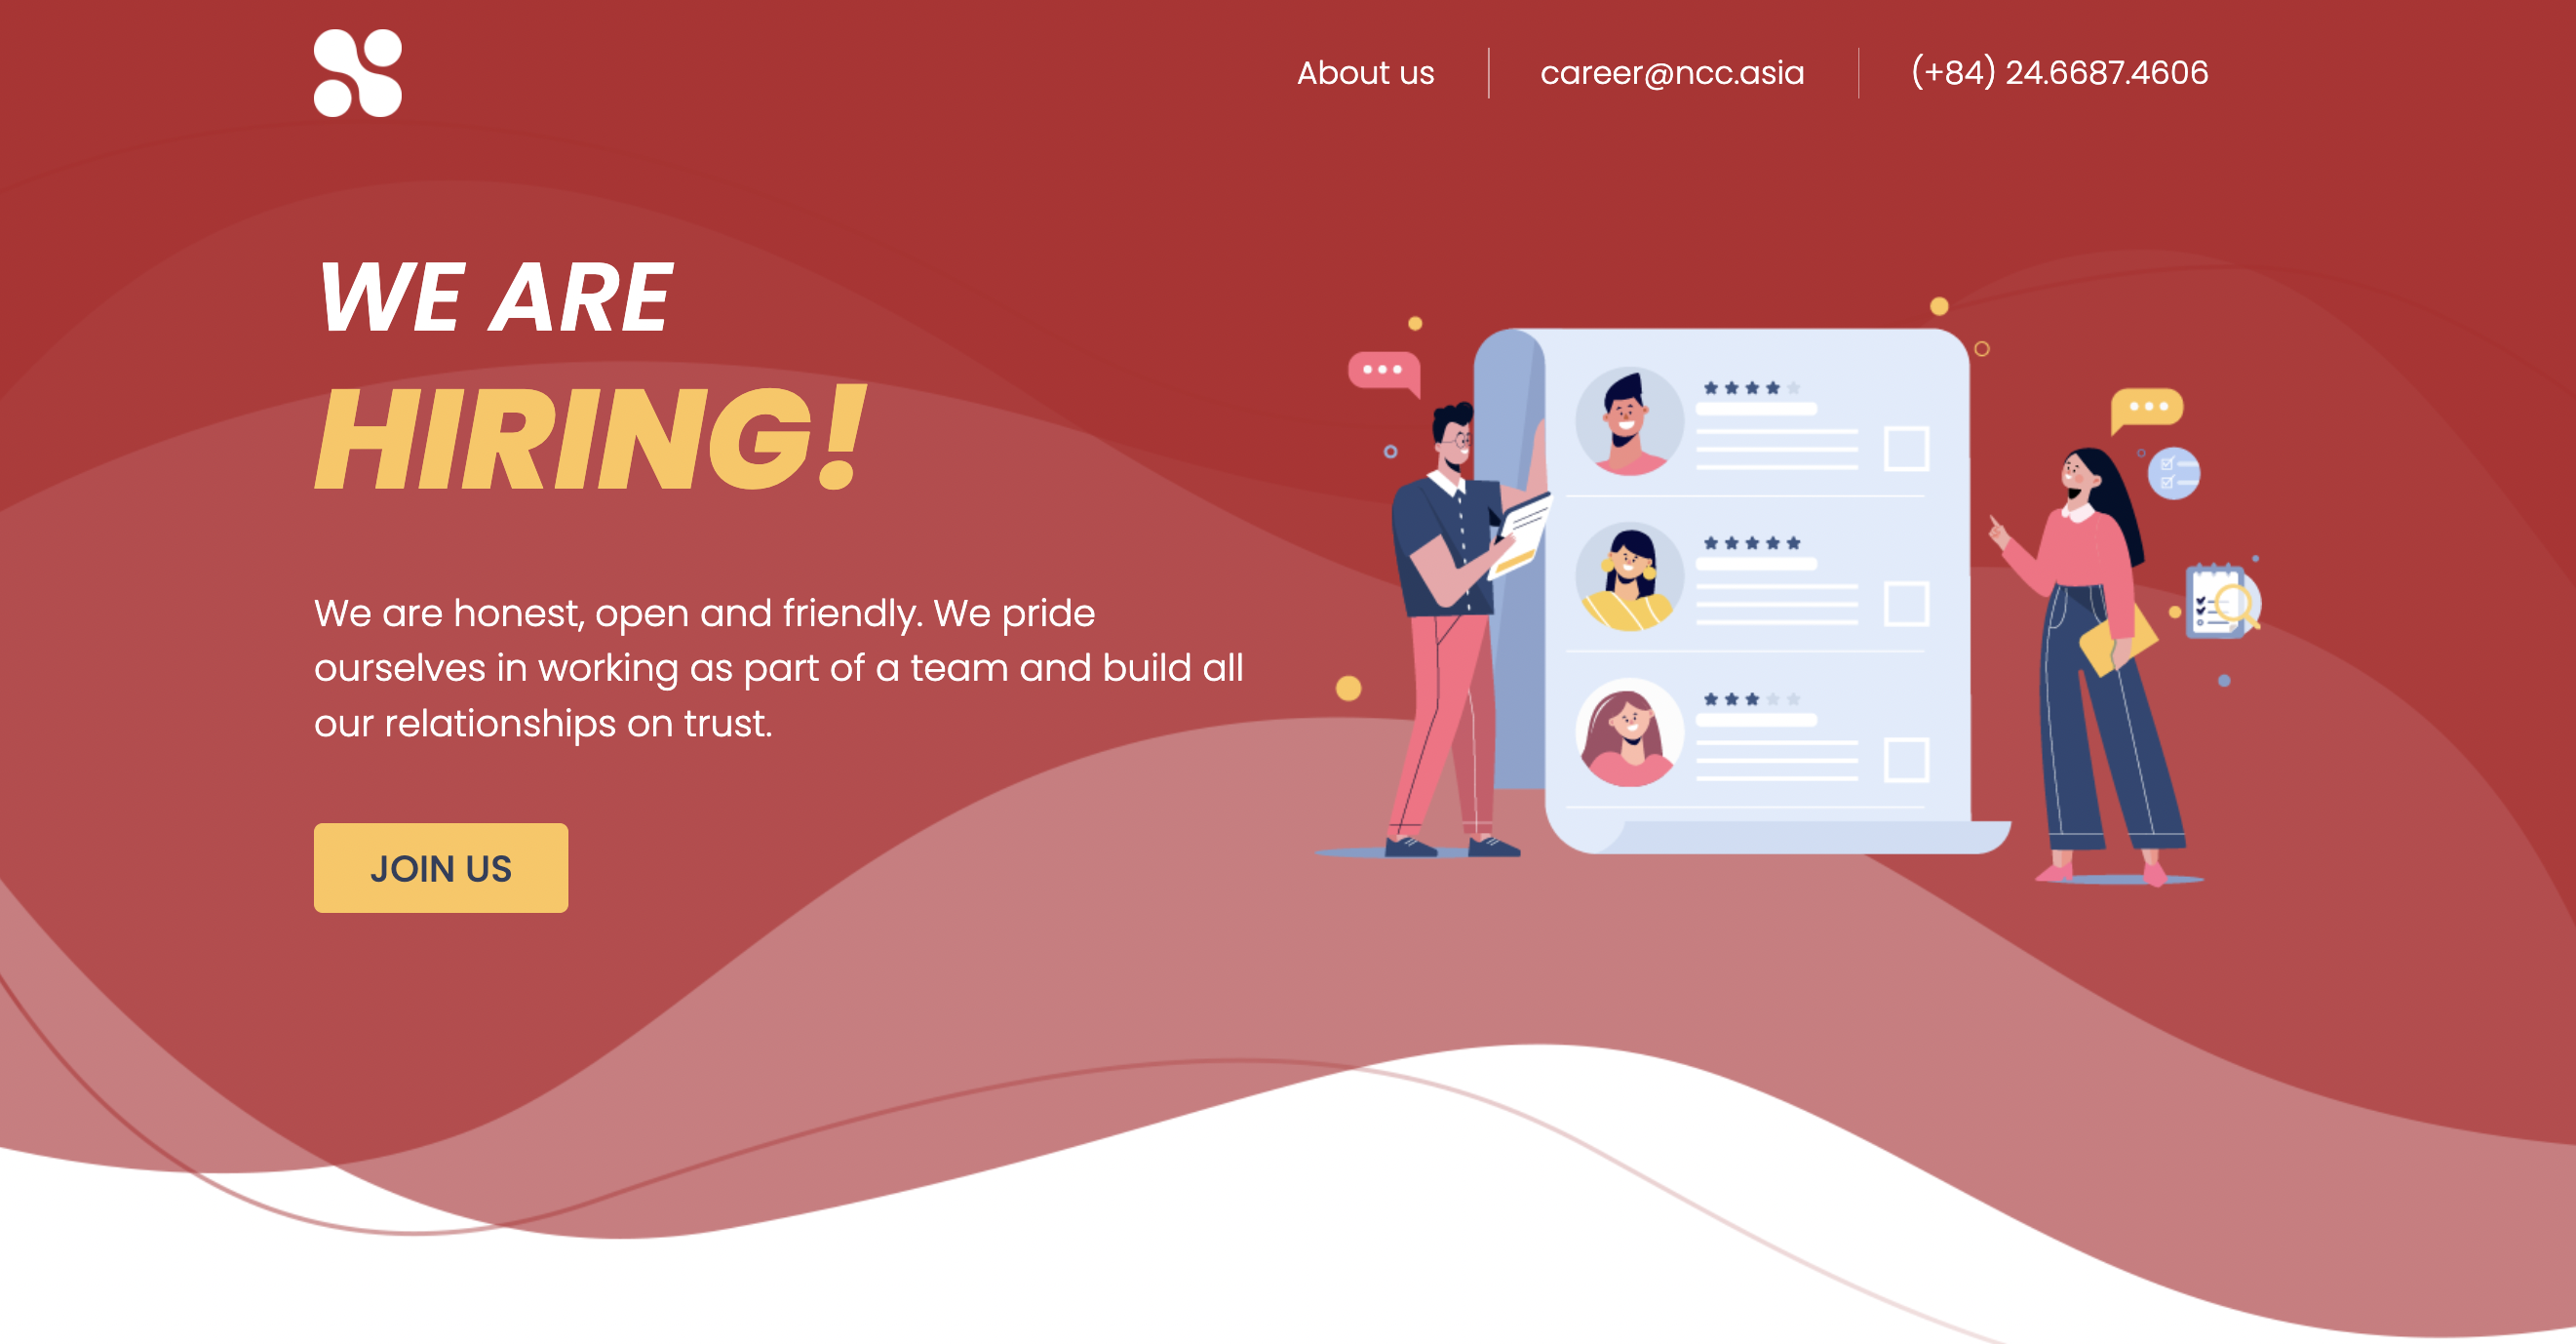 About us
career@ncc.asia
(+84) 24.6687.4606
WE ARE
HIRING!
We are honest, open and friendly. We pride
ourselves in working as part of a team and build all
our relationships on trust.
JOIN US